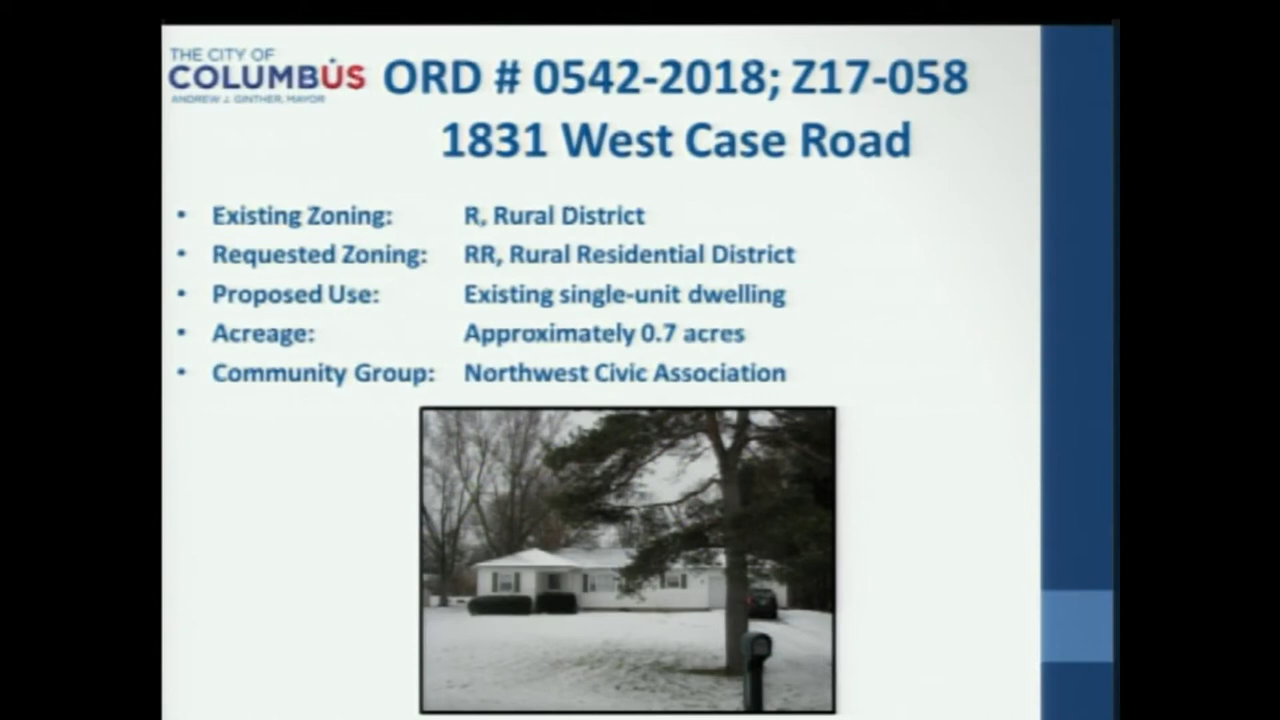 THE CITY OF
COLUMBUS
ANDREW J. GINTHER, MAYOR
ORD # 0542-2018; Z17-058
1831 West Case Road
• Existing Zoning: R, Rural District
• Requested Zoning: RR, Rural Residential District
• Proposed Use: Existing single-unit dwelling
• Acreage: Approximately 0.7 acres
• Community Group: Northwest Civic Association